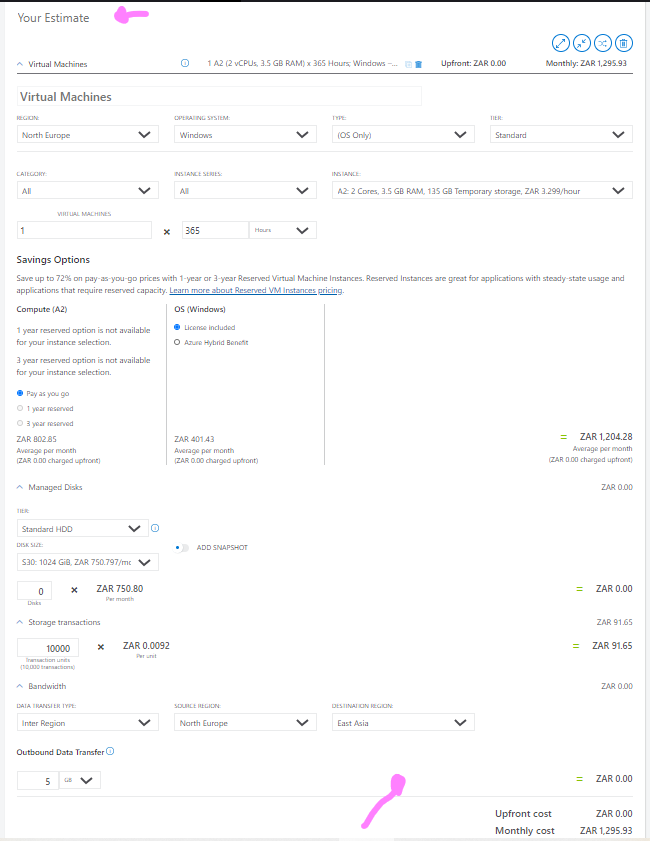 Your Estimate
Virtual Machines
1 A2 (2 vCPUs, 3.5 GB RAM) x 365 Hours; Windows –...
Upfront: ZAR 0.00
Monthly: ZAR 1,295.93
Virtual Machines
REGION:
OPERATING SYSTEM:
TYPE:
TIER:
North Europe
Windows
(OS Only)
Standard
CATEGORY:
INSTANCE SERIES:
INSTANCE:
All
All
A2: 2 Cores, 3.5 GB RAM, 135 GB Temporary storage, ZAR 3.299/hour
VIRTUAL MACHINES
1
×
365
Hours
Savings Options
Save up to 72% on pay-as-you-go prices with 1-year or 3-year Reserved Virtual Machine Instances. Reserved Instances are great for applications with steady-state usage and
applications that require reserved capacity. Learn more about Reserved VM Instances pricing.
Compute (A2)
1 year reserved option is not available
for your instance selection.
3 year reserved option is not available
for your instance selection.
Pay as you go
1 year reserved
3 year reserved
ZAR 802.85
Average per month
(ZAR 0.00 charged upfront)
OS (Windows)
License included
Azure Hybrid Benefit
ZAR 401.43
Average per month
(ZAR 0.00 charged upfront)
= ZAR 1,204.28
Average per month
(ZAR 0.00 charged upfront)
Managed Disks
ZAR 0.00
TIER:
Standard HDD
DISK SIZE:
S30: 1024 GiB, ZAR 750.797/mo
ADD SNAPSHOT
0
Disks
×
ZAR 750.80
Per month
= ZAR 0.00
Storage transactions
ZAR 91.65
10000
Transaction units
(10,000 transactions)
×
ZAR 0.0092
Per unit
= ZAR 91.65
Bandwidth
ZAR 0.00
DATA TRANSFER TYPE:
SOURCE REGION:
DESTINATION REGION:
Inter Region
North Europe
East Asia
Outbound Data Transfer
5
GB
= ZAR 0.00
Upfront cost
ZAR 0.00
Monthly cost
ZAR 1,295.93